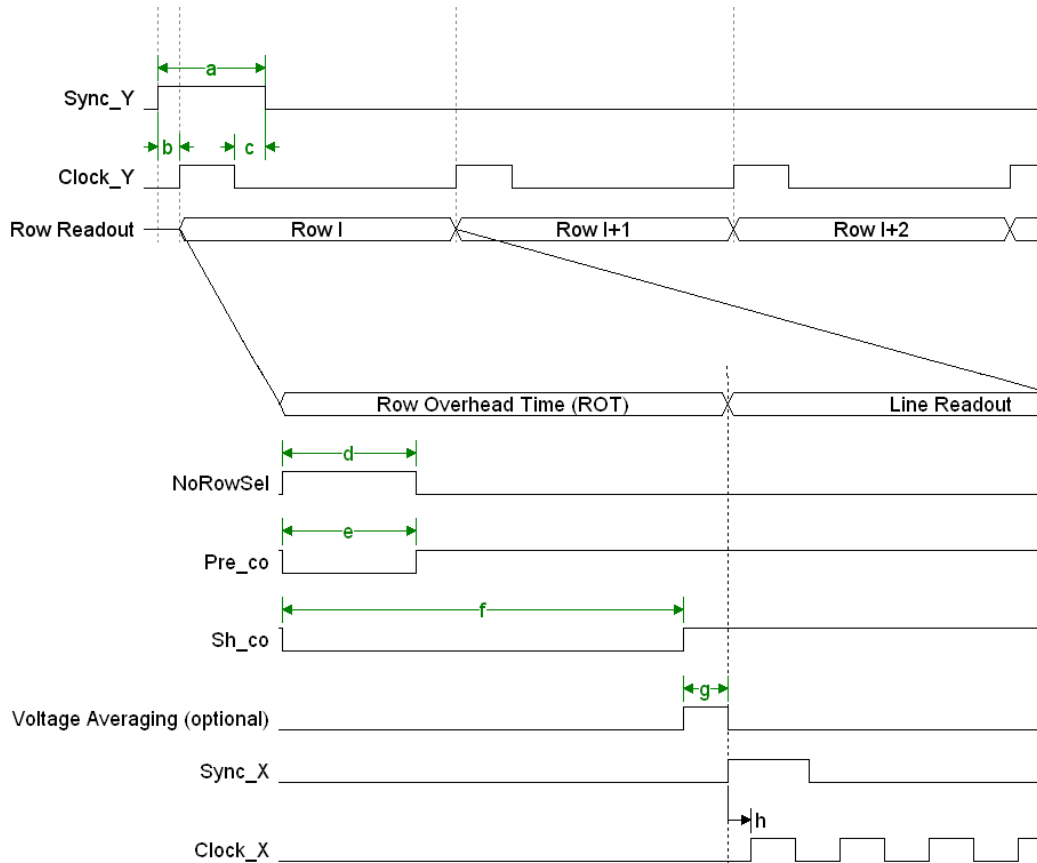 a
Sync_Y
b
c
Clock_Y
Row Readout
Row I
Row I+1
Row I+2
Row Overhead Time (ROT)
Line Readout
d
NoRowSel
e
Pre_co
f
Sh_co
g
Voltage Averaging (optional)
Sync_X
h
Clock_X